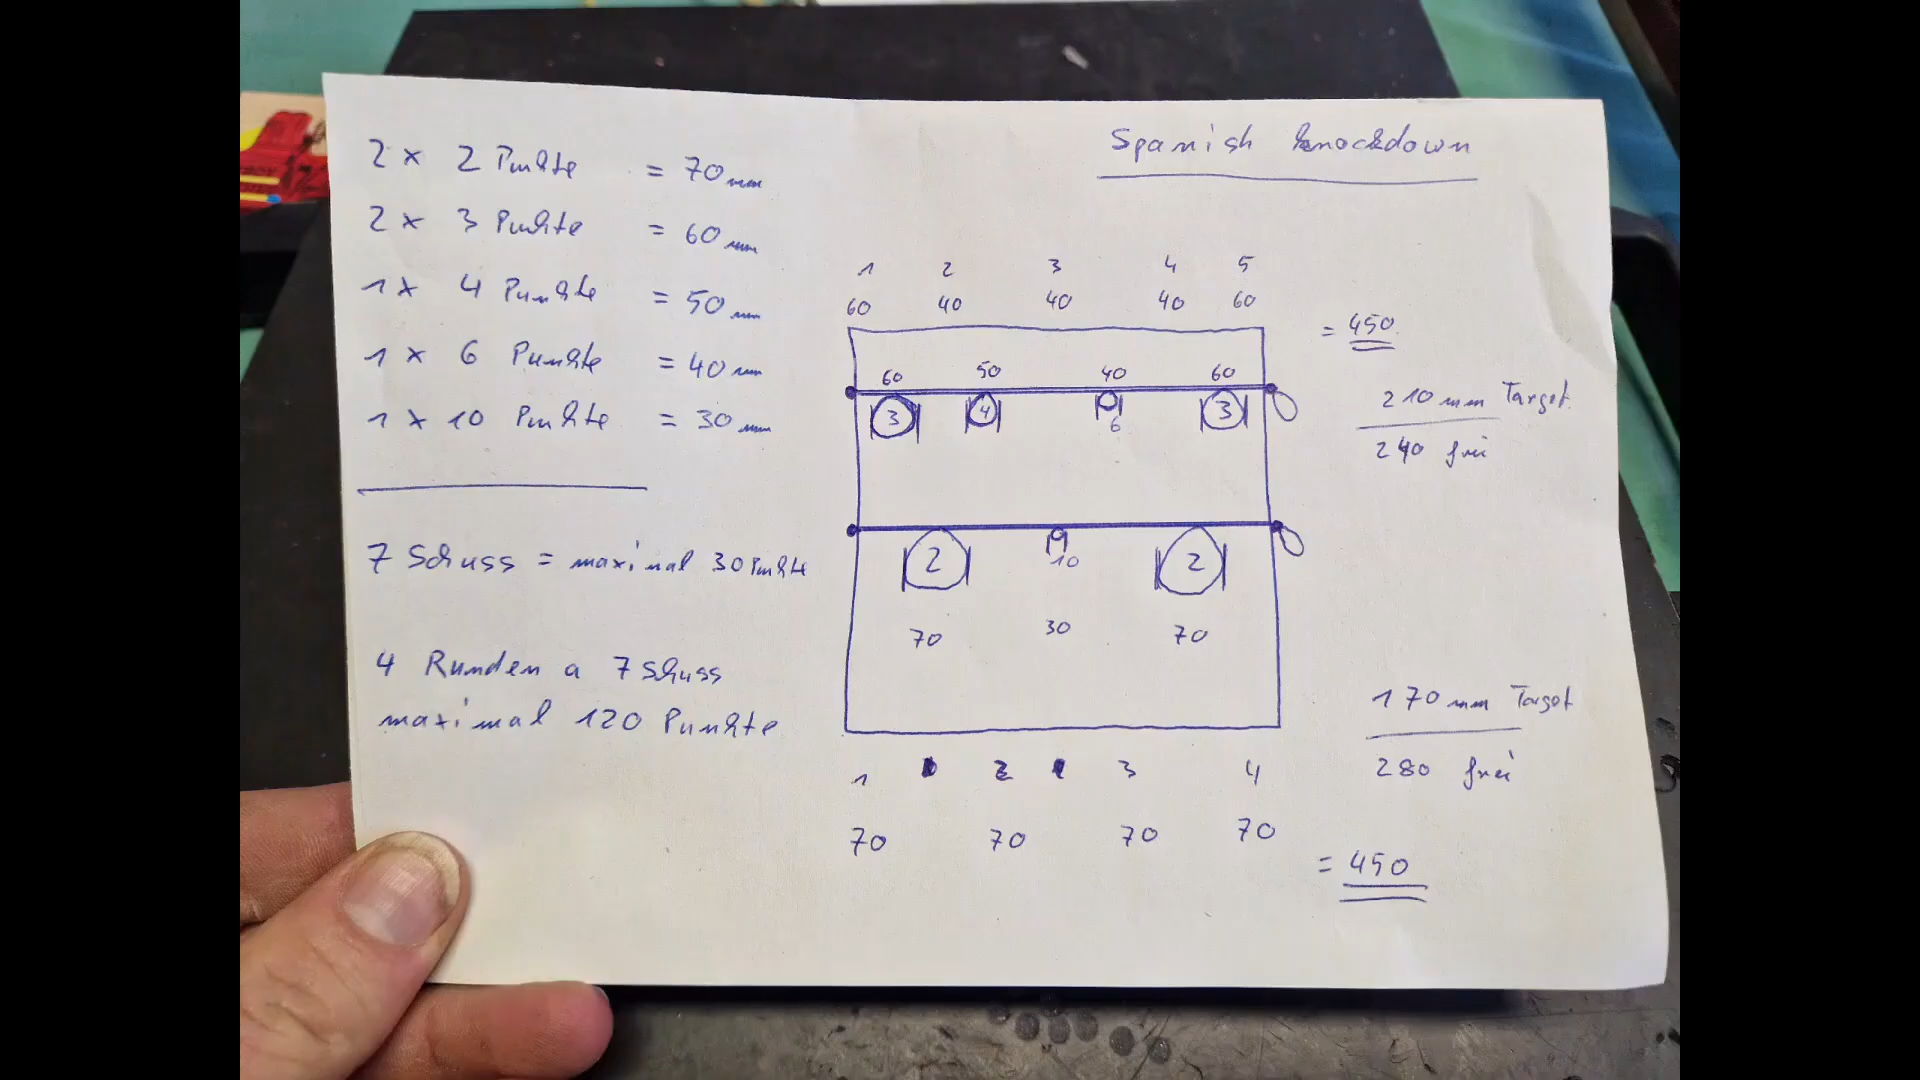 2 x 2 Punkte = 70 mm
2 x 3 Punkte = 60 mm
1 x 4 Punkte = 50 mm
1 x 6 Punkte = 40 mm
1 x 10 Punkte = 30 mm
7 Schuss = maximal 30 Punkte
4 Runden a 7 Schuss
maximal 120 Punkte
Spanish knockdown
1 2 3 4 5
60 40 40 40 60
= 450
60 50 40 60
3 4 6 3
210 mm Target
240 frei
2 10 2
70 30 70
170 mm Target
280 frei
1 2 3 4
70 70 70 70
= 450